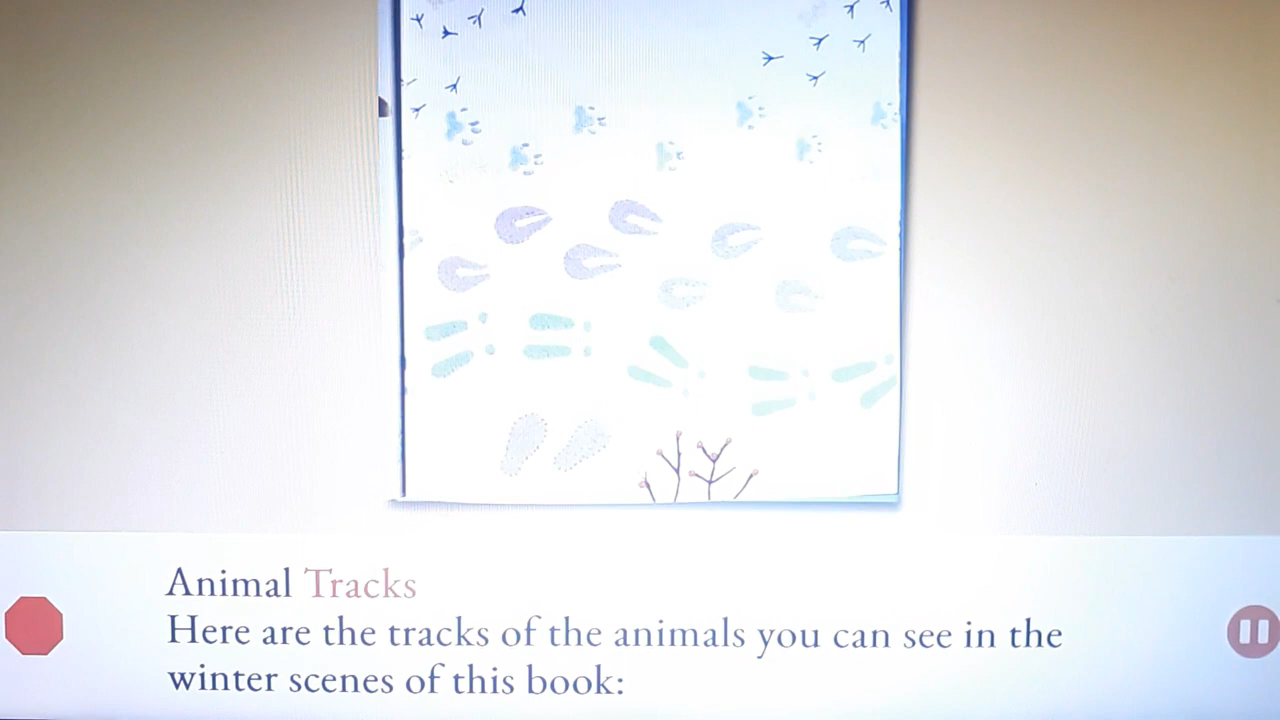 Animal Tracks
Here are the tracks of the animals you can see in the
winter scenes of this book: